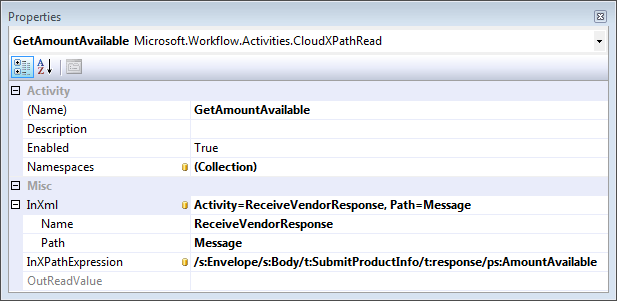 Properties
GetAmountAvailable Microsoft.Workflow.Activities.CloudXPathRead
Activity
(Name) GetAmountAvailable
Description
Enabled True
Namespaces (Collection)
Misc
InXml Activity=ReceiveVendorResponse, Path=Message
Name ReceiveVendorResponse
Path Message
InXPathExpression /s:Envelope/s:Body/t:SubmitProductInfo/t:response/ps:AmountAvailable
OutReadValue